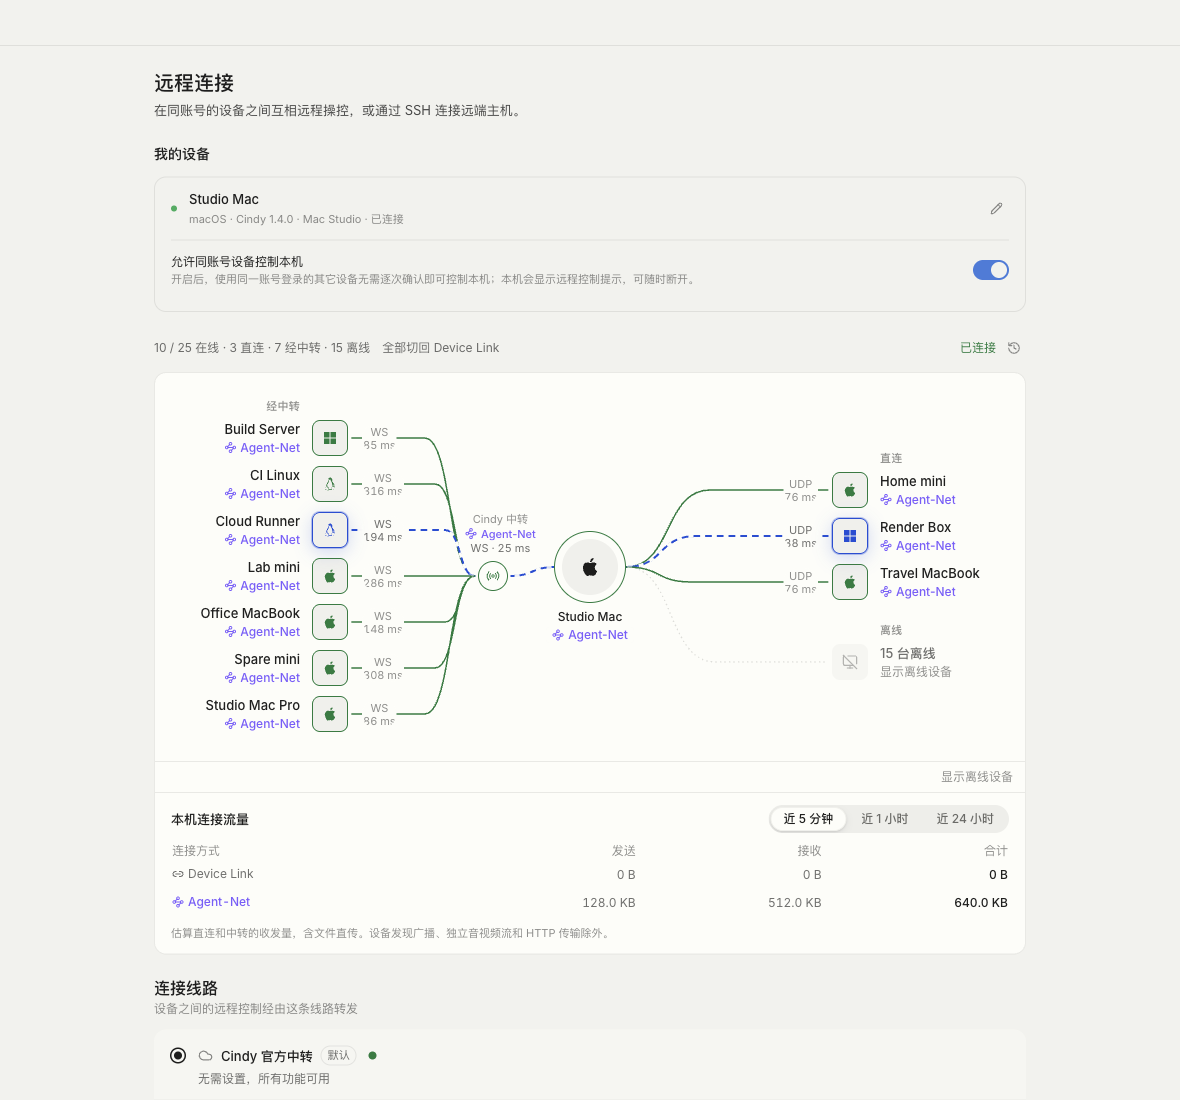 远程连接
在同账号的设备之间互相远程操控，或通过 SSH 连接远端主机。
我的设备
Studio Mac
macOS · Cindy 1.4.0 · Mac Studio · 已连接
允许同账号设备控制本机
开启后，使用同一账号登录的其它设备无需逐次确认即可控制本机；本机会显示远程控制提示，可随时断开。
10 / 25 在线 · 3 直连 · 7 经中转 · 15 离线 全部切回 Device Link
已连接
经中转
Build Server
Agent-Net
WS
CI Linux
Agent-Net
WS
316 ms
Cloud Runner
Agent-Net
WS
194 ms
Lab mini
Agent-Net
WS
286 ms
Office MacBook
Agent-Net
WS
148 ms
Spare mini
Agent-Net
WS
308 ms
Studio Mac Pro
Agent-Net
WS
Cindy 中转
Agent-Net
WS · 25 ms
Studio Mac
Agent-Net
直连
UDP
76 ms
Home mini
Agent-Net
UDP
38 ms
Render Box
Agent-Net
UDP
76 ms
Travel MacBook
Agent-Net
离线
15 台离线
显示离线设备
显示离线设备
本机连接流量
近 5 分钟 近 1 小时 近 24 小时
连接方式 发送 接收 合计
Device Link 0 B 0 B 0 B
Agent-Net 128.0 KB 512.0 KB 640.0 KB
估算直连和中转的收发量，含文件直传。设备发现广播、独立音视频流和 HTTP 传输除外。
连接线路
设备之间的远程控制经由这条线路转发
Cindy 官方中转 默认
无需设置，所有功能可用